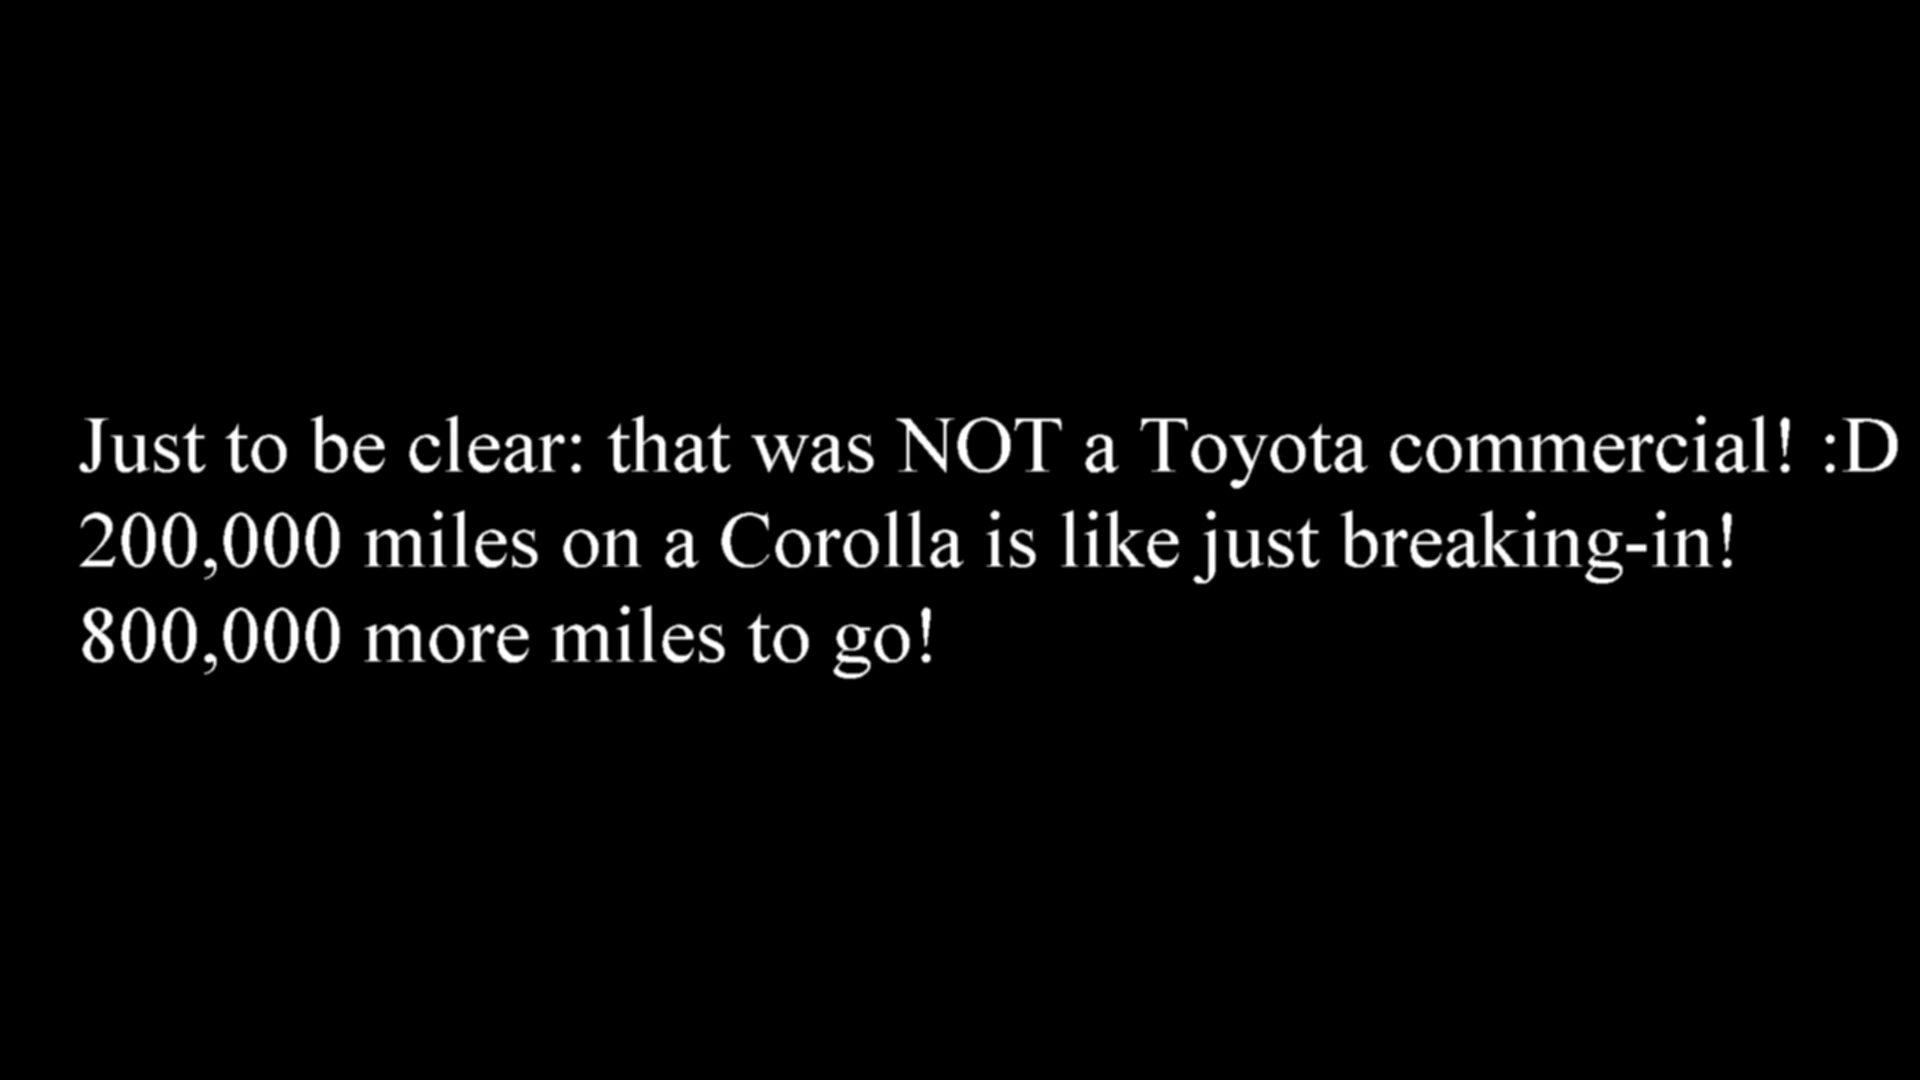 Just to be clear: that was NOT a Toyota commercial! :D
200,000 miles on a Corolla is like just breaking-in!
800,000 more miles to go!